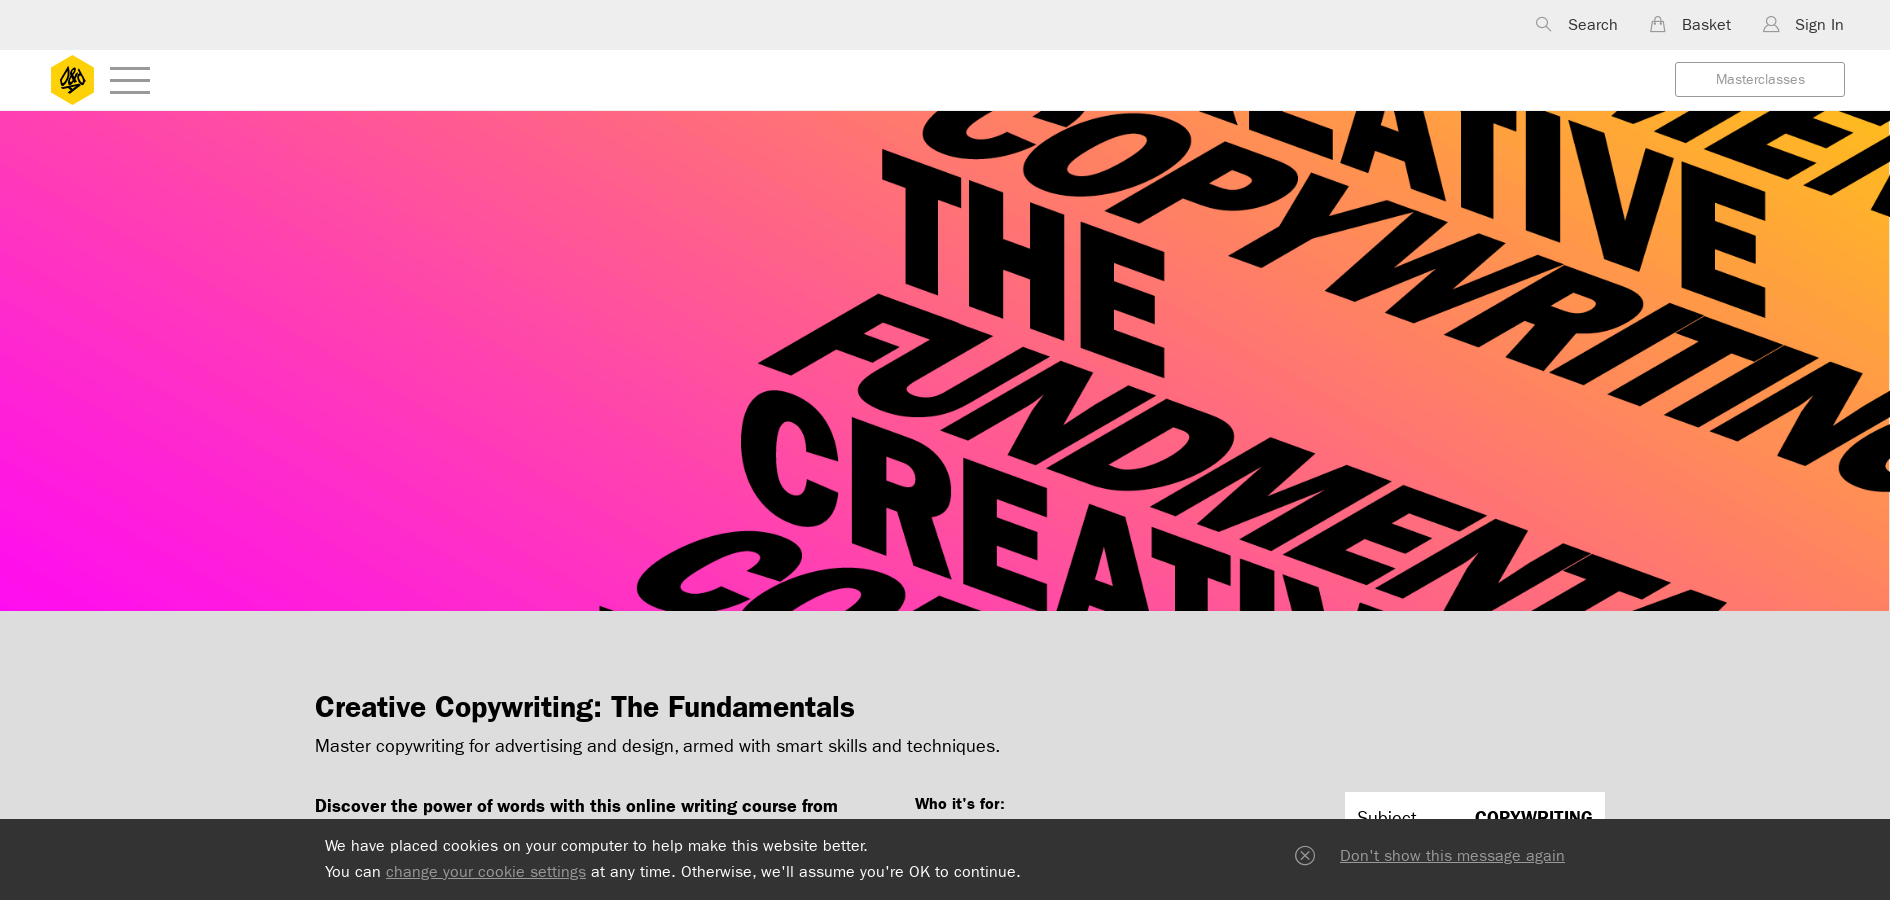 Search
Basket
Sign In
D&AD
Masterclasses
CREATIVE
COPYWRITING
THE
FUNDMENTA
CREATIV
CO
Creative Copywriting: The Fundamentals
Master copywriting for advertising and design, armed with smart skills and techniques.
Discover the power of words with this online writing course from
Who it's for:
Subject COPYWRITING
We have placed cookies on your computer to help make this website better.
You can change your cookie settings at any time. Otherwise, we'll assume you're OK to continue.
Don't show this message again